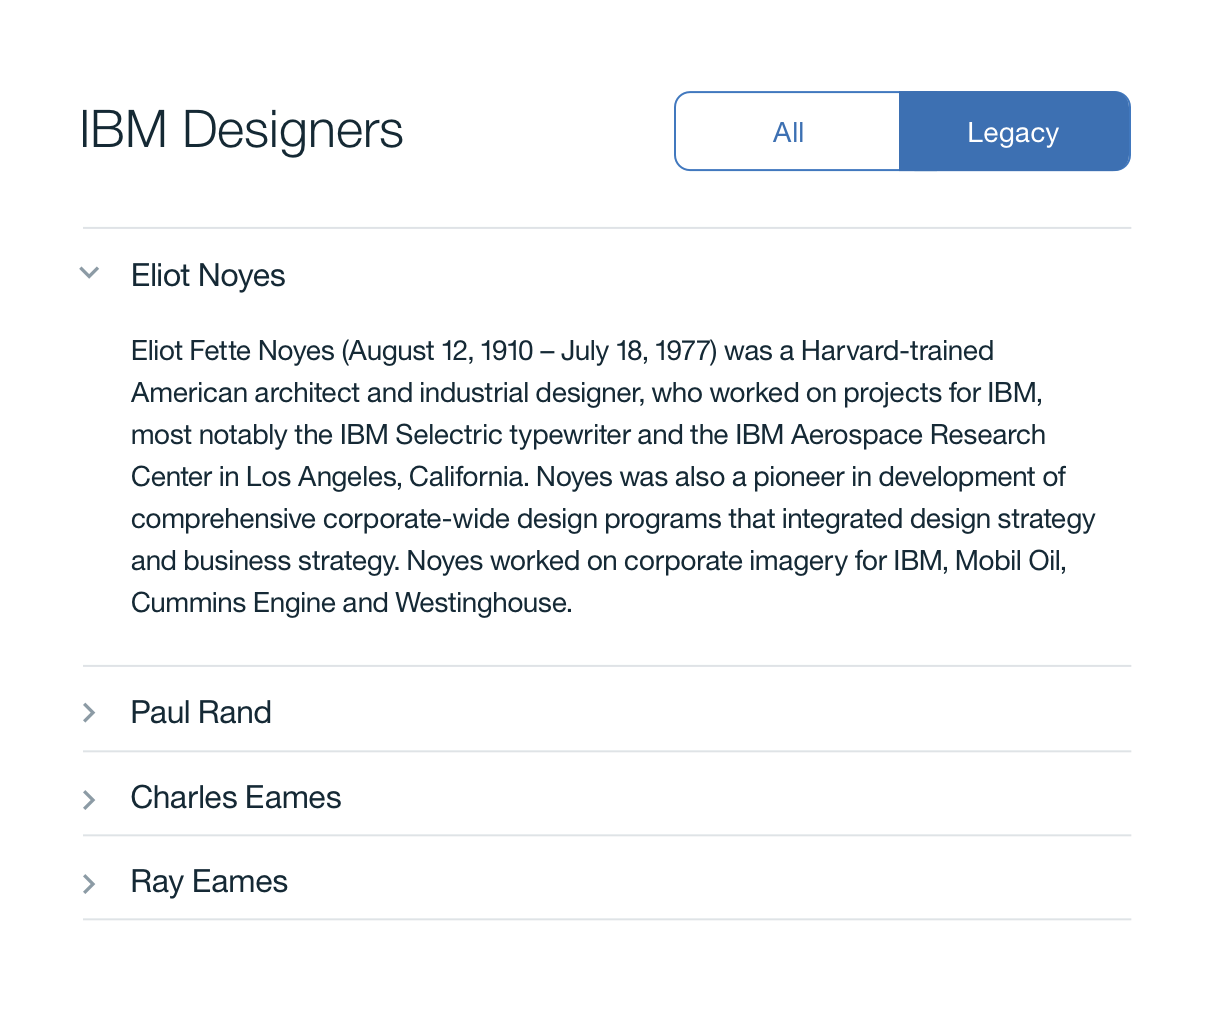 IBM Designers
All
Legacy
Eliot Noyes
Eliot Fette Noyes (August 12, 1910 – July 18, 1977) was a Harvard-trained
American architect and industrial designer, who worked on projects for IBM,
most notably the IBM Selectric typewriter and the IBM Aerospace Research
Center in Los Angeles, California. Noyes was also a pioneer in development of
comprehensive corporate-wide design programs that integrated design strategy
and business strategy. Noyes worked on corporate imagery for IBM, Mobil Oil,
Cummins Engine and Westinghouse.
Paul Rand
Charles Eames
Ray Eames